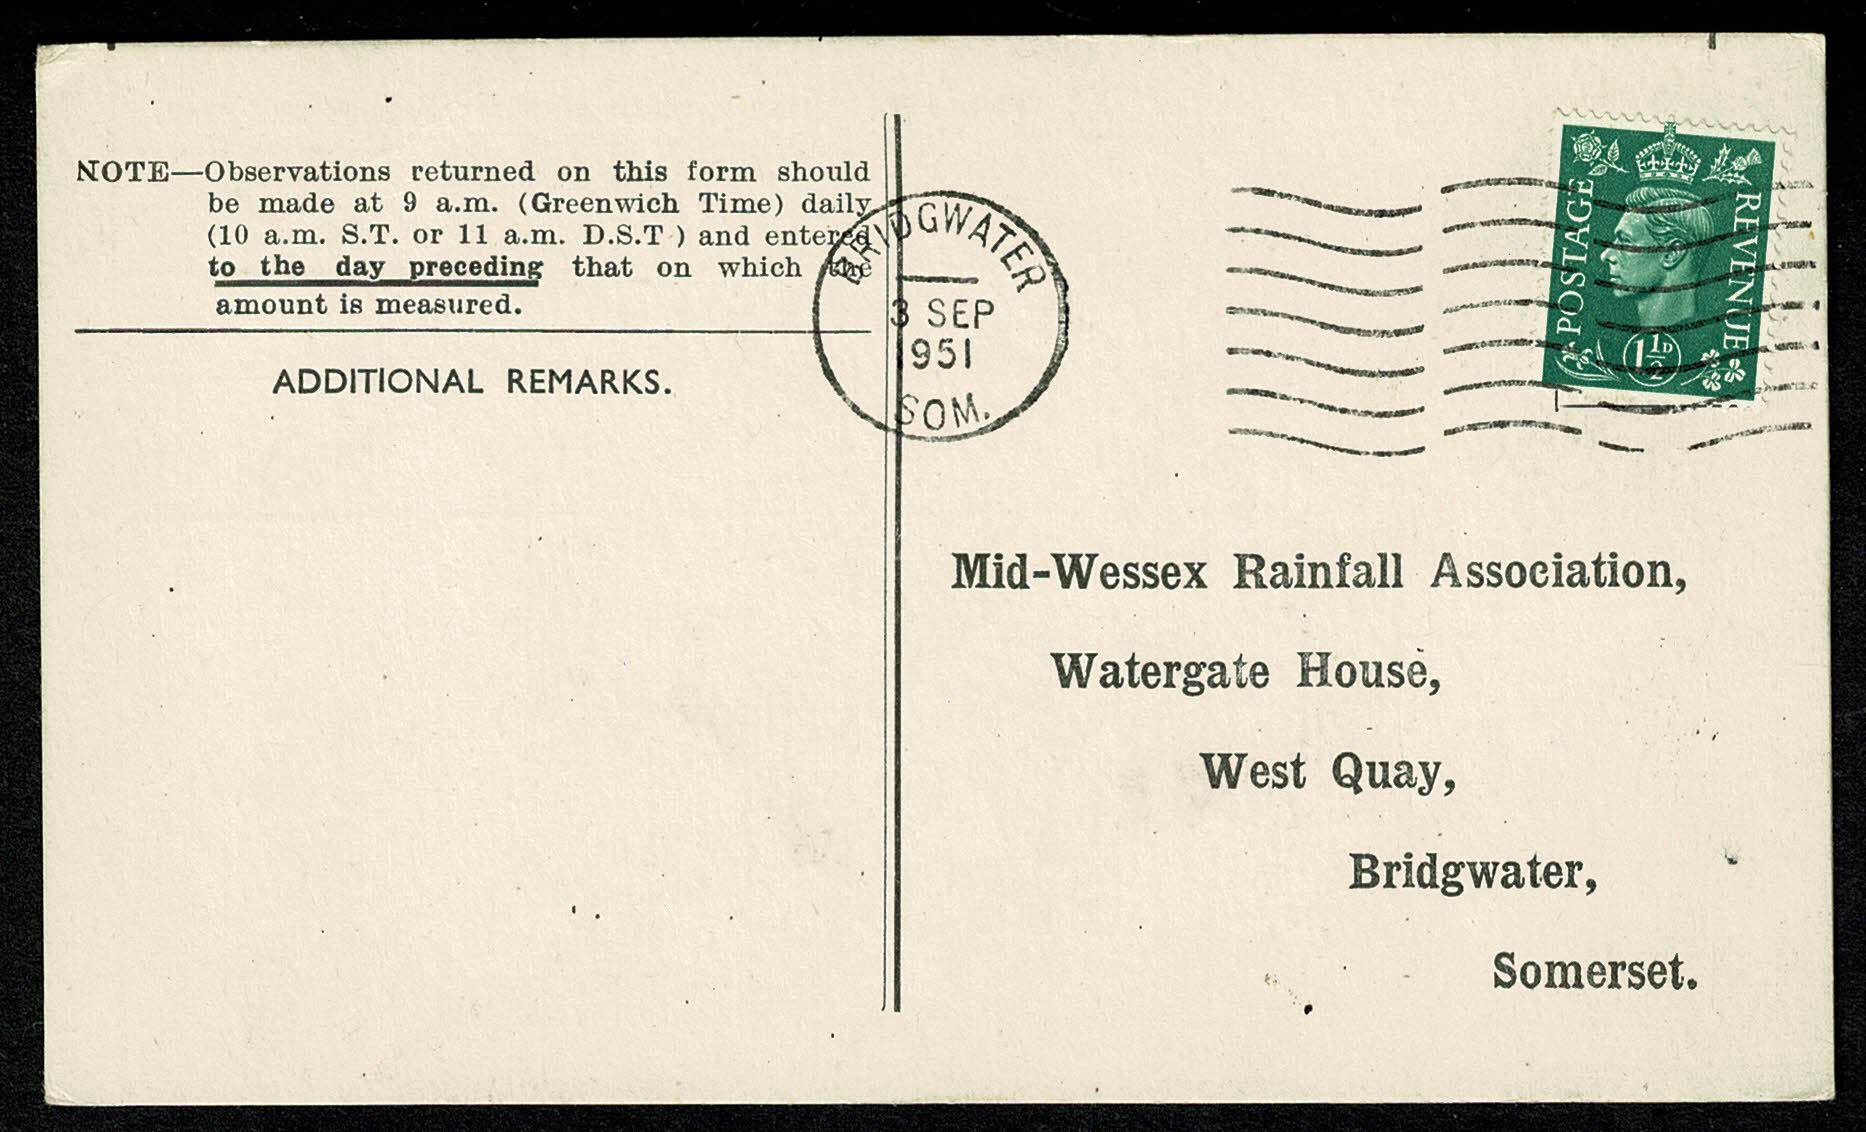 NOTE—Observations returned on this form should
be made at 9 a.m. (Greenwich Time) daily
(10 a.m. S.T. or 11 a.m. D.S.T ) and entered
to the day preceding that on which the
amount is measured.
ADDITIONAL REMARKS.
BRIDGWATER
3 SEP
1951
SOM.
POSTAGE
REVENUE
1½D
Mid-Wessex Rainfall Association,
Watergate House,
West Quay,
Bridgwater,
Somerset.